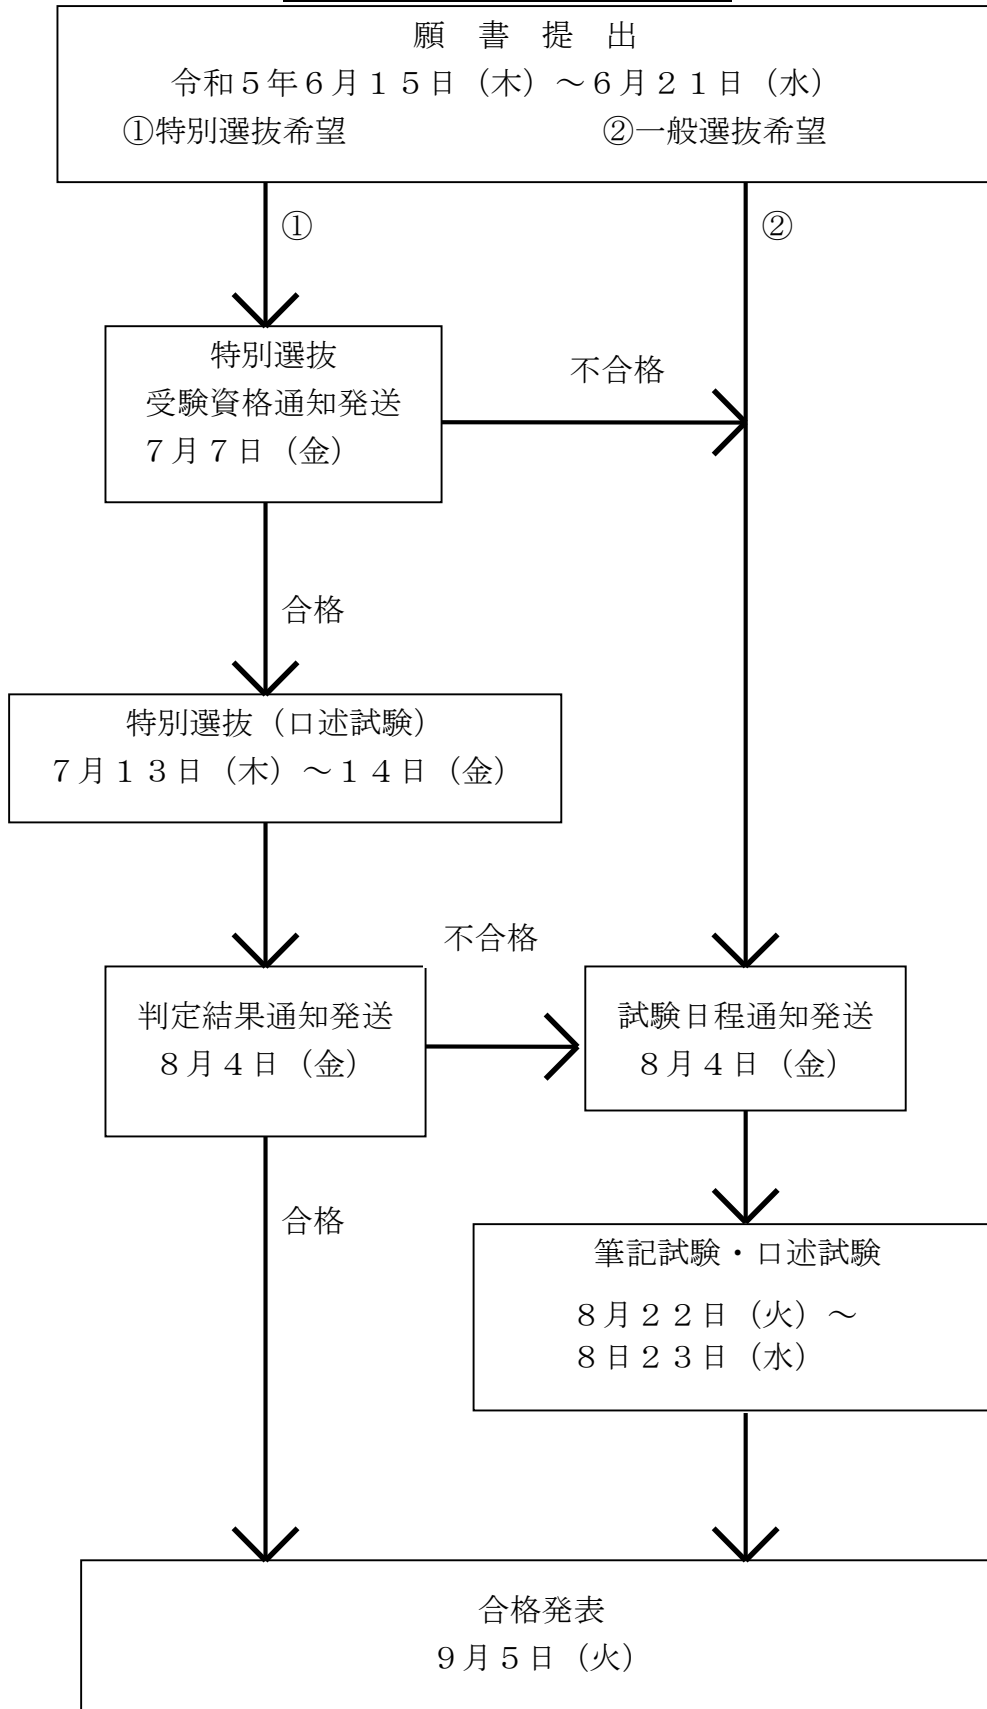 願　書　提　出
令和５年６月１５日（木）～６月２１日（水）
①特別選抜希望　　　　　　　　②一般選抜希望
①
②
特別選抜
受験資格通知発送
７月７日（金）
不合格
合格
特別選抜（口述試験）
７月１３日（木）～１４日（金）
不合格
判定結果通知発送
８月４日（金）
試験日程通知発送
８月４日（金）
合格
筆記試験・口述試験
８月２２日（火）～
８日２３日（水）
合格発表
９月５日（火）